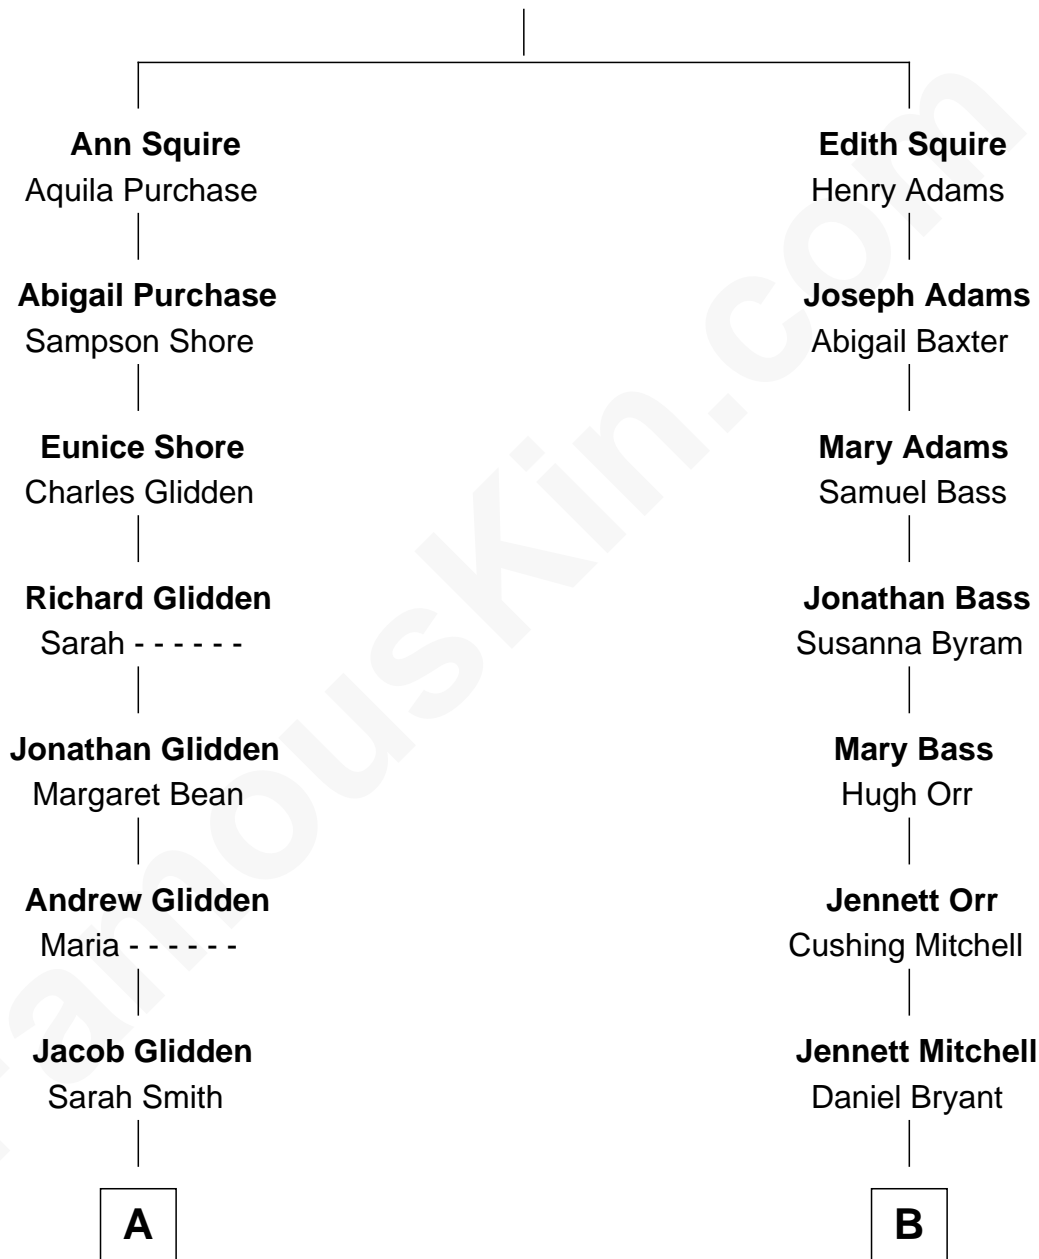 Ann Squire
Aquila Purchase
Abigail Purchase
Sampson Shore
Eunice Shore
Charles Glidden
Richard Glidden
Sarah - - - - - -
Jonathan Glidden
Margaret Bean
Andrew Glidden
Maria - - - - - -
Jacob Glidden
Sarah Smith
A
Edith Squire
Henry Adams
Joseph Adams
Abigail Baxter
Mary Adams
Samuel Bass
Jonathan Bass
Susanna Byram
Mary Bass
Hugh Orr
Jennett Orr
Cushing Mitchell
Jennett Mitchell
Daniel Bryant
B
FamousKin.com